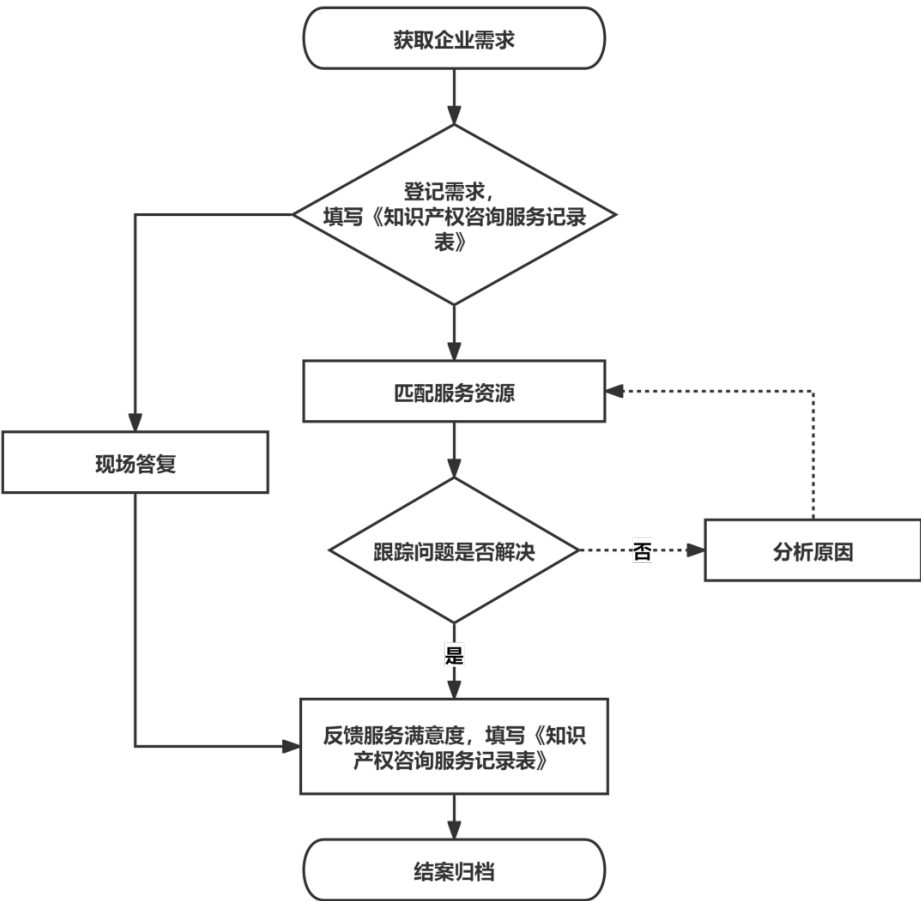 获取企业需求
登记需求，
填写《知识产权咨询服务记录
表》
匹配服务资源
现场答复
跟踪问题是否解决
否
分析原因
是
反馈服务满意度，填写《知识
产权咨询服务记录表》
结案归档